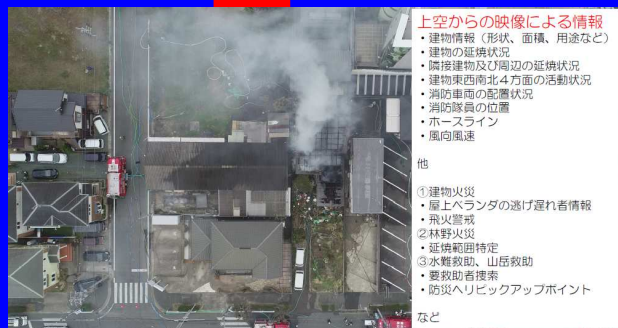 上空からの映像による情報
・建物情報（形状、面積、用途など）
・建物の延焼状況
・隣接建物及び周辺の延焼状況
・建物東西南北４方面の活動状況
・消防車両の配置状況
・消防隊員の位置
・ホースライン
・風向風速
他
①建物火災
・屋上ベランダの逃げ遅れ者情報
・飛火警戒
②林野火災
・延焼範囲特定
③水難救助、山岳救助
・要救助者捜索
・防災ヘリピックアップポイント
など